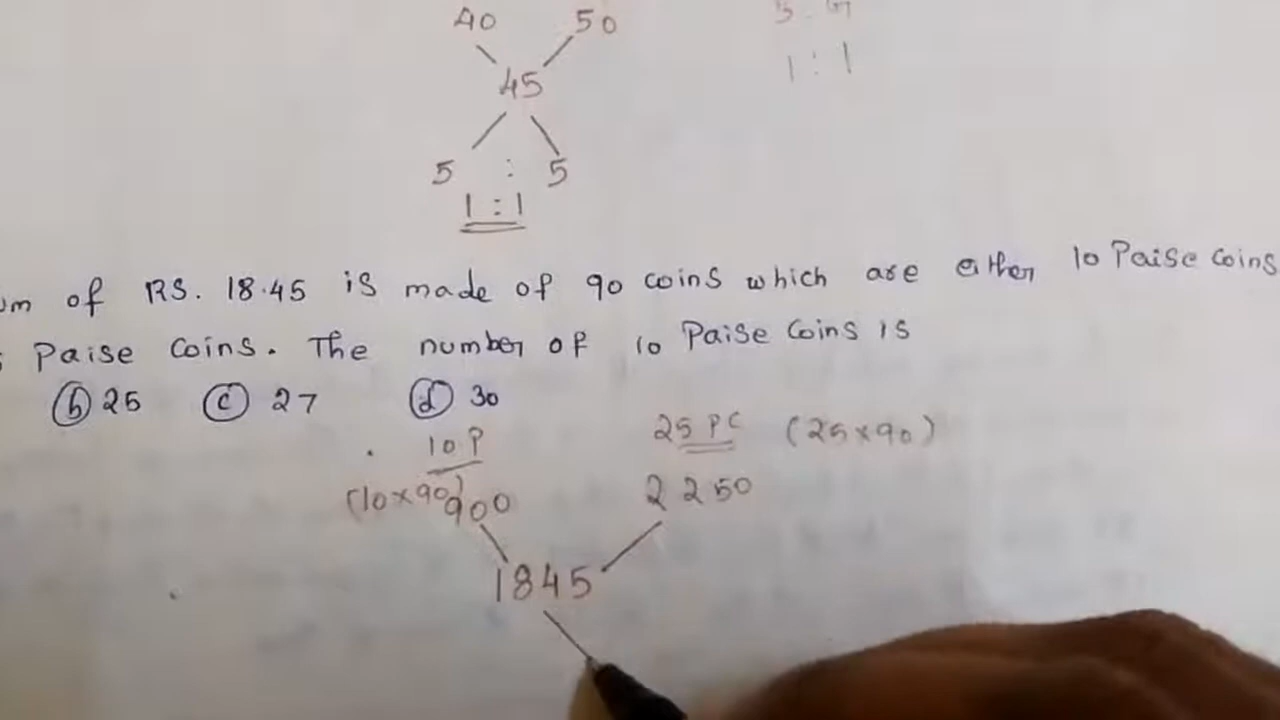 40 50
45
5 : 5
1 : 1
1 : 1
of RS. 18.45 is made of 90 coins which are either 10 Paise Coins
Paise Coins. The number of 10 Paise Coins is
(b) 25 (c) 27 (d) 30
10 P 25 PC (25×90)
(10×90) 900 2250
1845